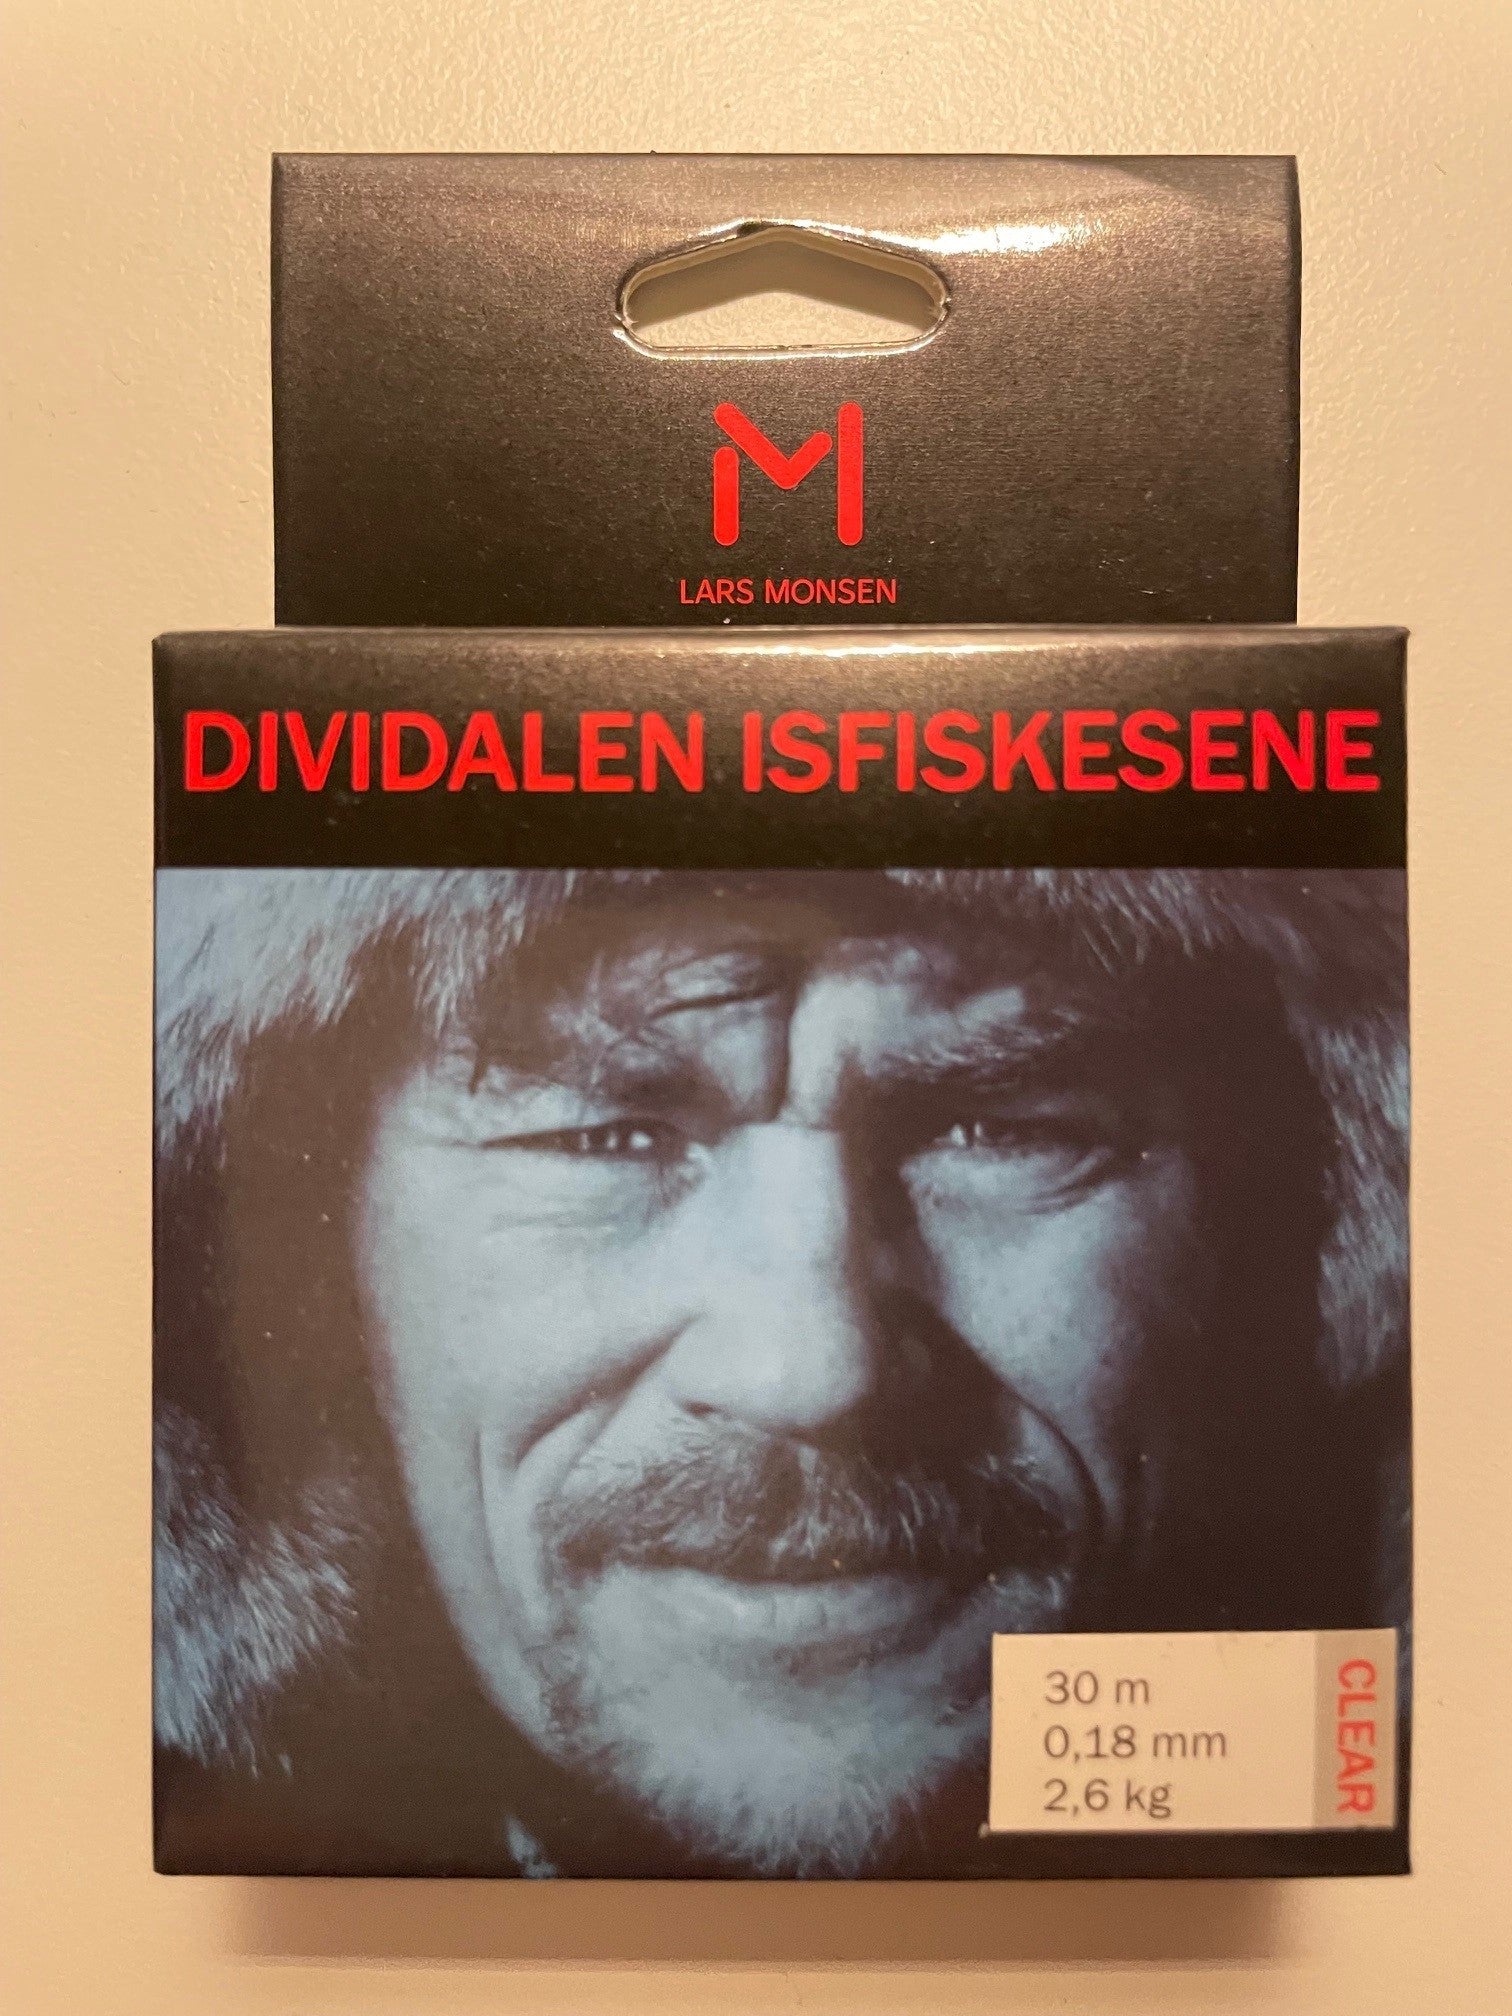 LARS MONSEN
DIVIDALEN ISFISKESENE
30 m
0,18 mm
2,6 kg
CLEAR